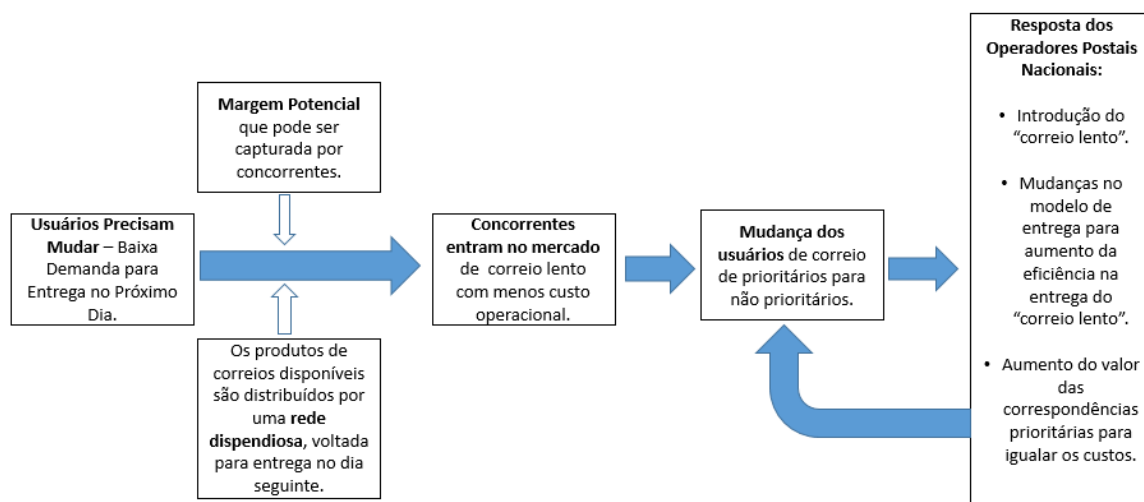 Margem Potencial
que pode ser
capturada por
concorrentes.
Usuários Precisam
Mudar – Baixa
Demanda para
Entrega no Próximo
Dia.
Os produtos de
correios disponíveis
são distribuídos por
uma rede
dispendiosa, voltada
para entrega no dia
seguinte.
Concorrentes
entram no mercado
de correio lento
com menos custo
operacional.
Mudança dos
usuários de correio
de prioritários para
não prioritários.
Resposta dos
Operadores Postais
Nacionais:
• Introdução do
“correio lento”.
• Mudanças no
modelo de
entrega para
aumento da
eficiência na
entrega do
“correio lento”.
• Aumento do valor
das
correspondências
prioritárias para
igualar os custos.